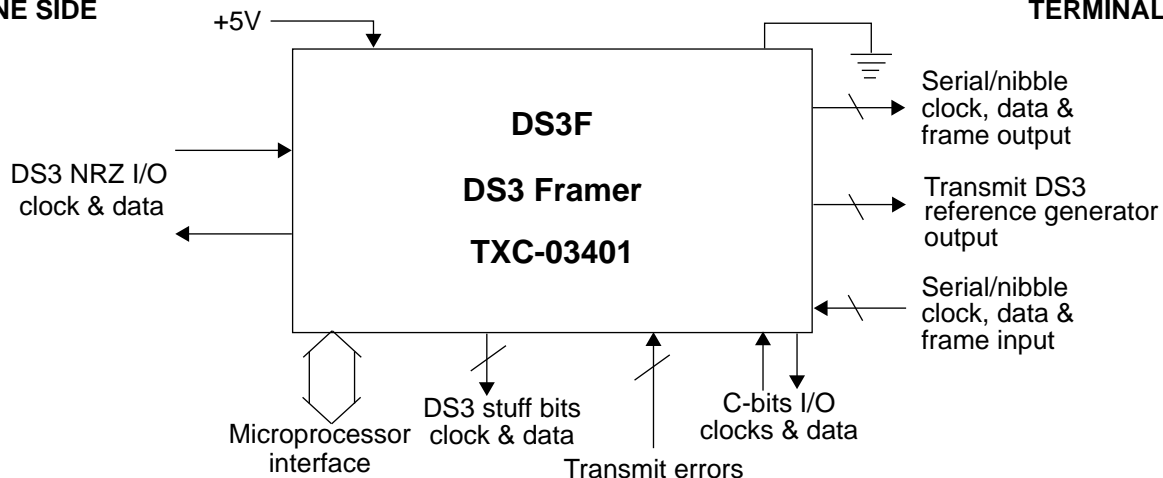 NE SIDE
TERMINAL
+5V
DS3F
DS3 Framer
TXC-03401
DS3 NRZ I/O
clock & data
Serial/nibble
clock, data &
frame output
Transmit DS3
reference generator
output
Serial/nibble
clock, data &
frame input
Microprocessor
interface
DS3 stuff bits
clock & data
Transmit errors
C-bits I/O
clocks & data